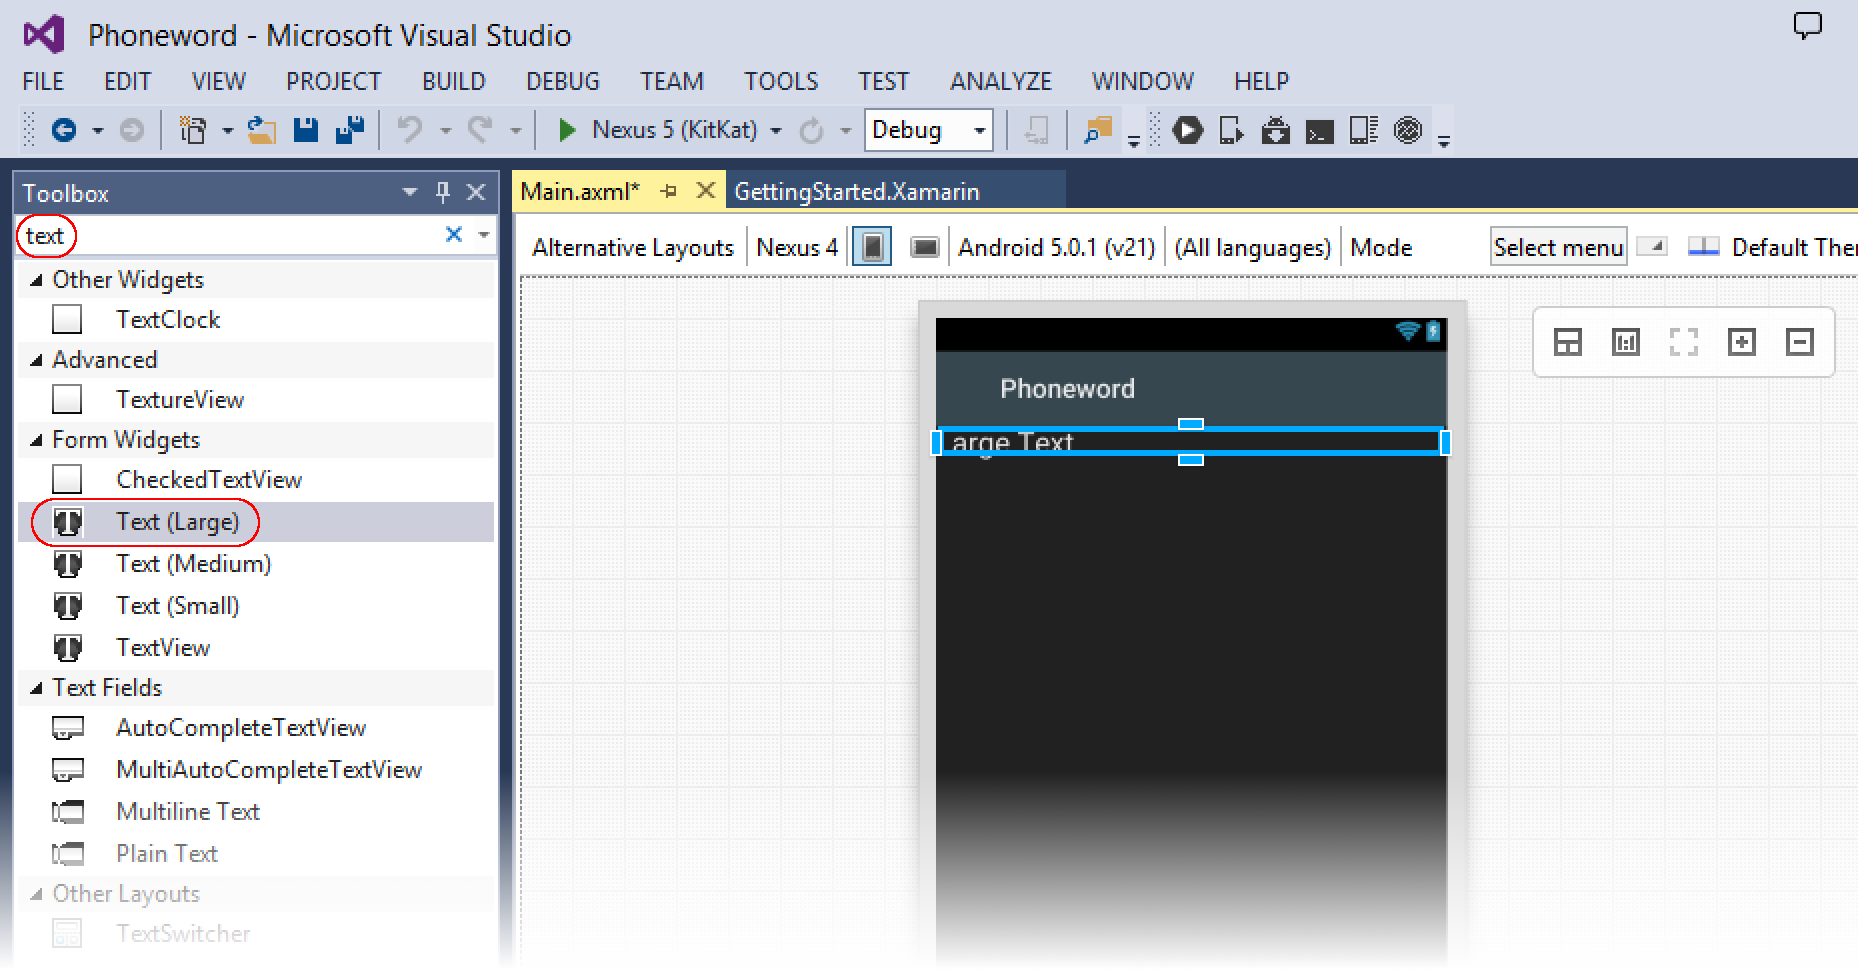 Phoneword - Microsoft Visual Studio
FILE EDIT VIEW PROJECT BUILD DEBUG TEAM TOOLS TEST ANALYZE WINDOW HELP
Nexus 5 (KitKat) Debug
Toolbox
text
Other Widgets
TextClock
Advanced
TextureView
Form Widgets
CheckedTextView
Text (Large)
Text (Medium)
Text (Small)
TextView
Text Fields
AutoCompleteTextView
MultiAutoCompleteTextView
Multiline Text
Plain Text
Other Layouts
TextSwitcher
Main.axml* GettingStarted.Xamarin
Alternative Layouts Nexus 4 Android 5.0.1 (v21) (All languages) Mode Select menu Default Ther
1:1
Phoneword
arge Text